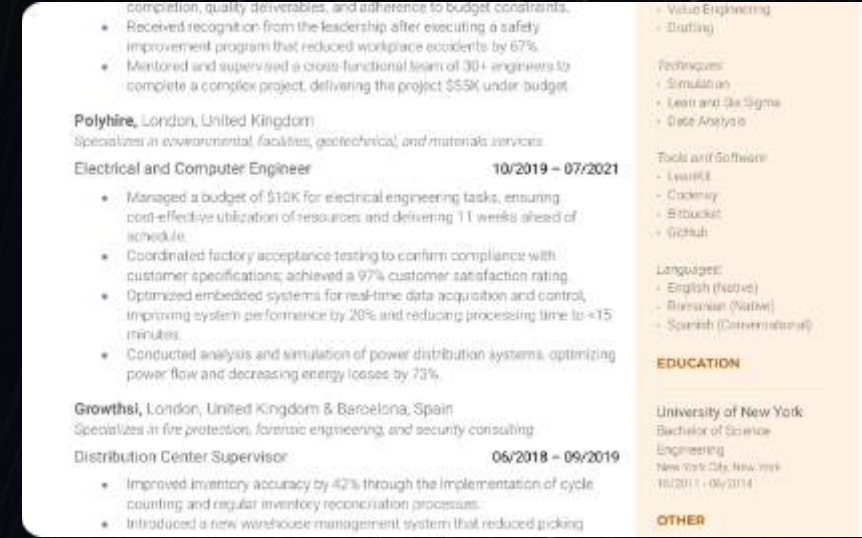 completion, quality deliverables, and adherence to budget constraints.
• Received recognition from the leadership after executing a safety
improvement program that reduced workplace accidents by 67%.
• Mentored and supervised a cross-functional team of 30+ engineers to
complete a complex project, delivering the project $55K under budget.
Polyhire, London, United Kingdom
Specializes in environmental, facilities, geotechnical, and materials services.
Electrical and Computer Engineer 10/2019 – 07/2021
• Managed a budget of $10K for electrical engineering tasks, ensuring
cost-effective utilization of resources and delivering 11 weeks ahead of
schedule.
• Coordinated factory acceptance testing to confirm compliance with
customer specifications; achieved a 97% customer satisfaction rating.
• Optimized embedded systems for real-time data acquisition and control,
improving system performance by 20% and reducing processing time to <15
minutes.
• Conducted analysis and simulation of power distribution systems, optimizing
power flow and decreasing energy losses by 73%.
Growthsi, London, United Kingdom & Barcelona, Spain
Specializes in fire protection, forensic engineering, and security consulting
Distribution Center Supervisor 06/2018 – 09/2019
• Improved inventory accuracy by 42% through the implementation of cycle
counting and regular inventory reconciliation processes.
• Introduced a new warehouse management system that reduced picking
- Value Engineering
- Drafting
Techniques:
- Simulation
- Lean and Six Sigma
- Data Analysis
Tools and Software:
- LeanKit
- Codenvy
- Bitbucket
- GitHub
Languages:
- English (Native)
- Romanian (Native)
- Spanish (Conversational)
EDUCATION
University of New York
Bachelor of Science
Engineering
New York City, New York
10/2011 - 06/2014
OTHER